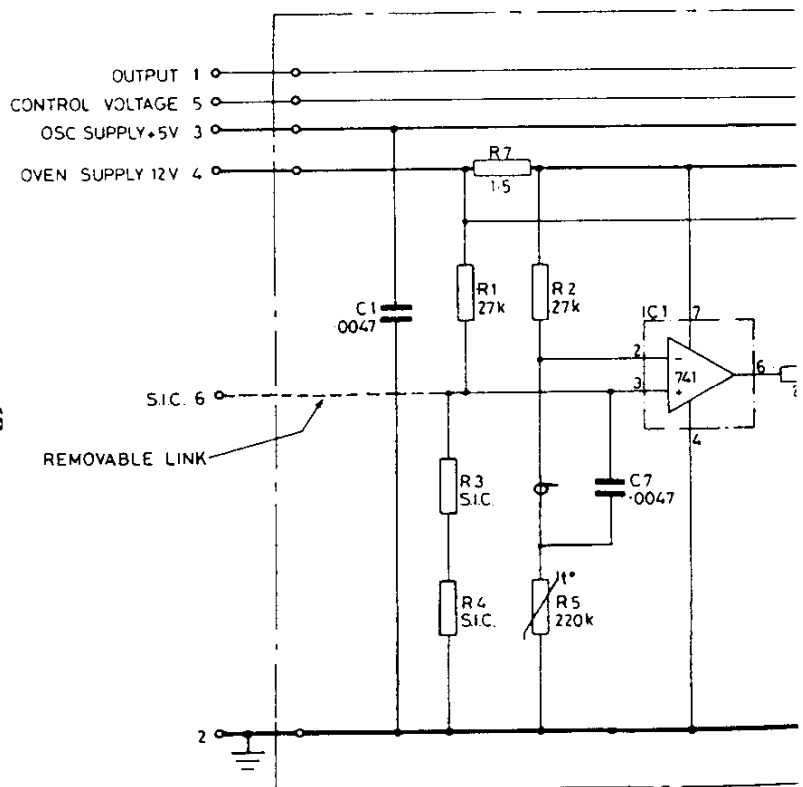 OUTPUT 1
CONTROL VOLTAGE 5
OSC SUPPLY+5V 3
OVEN SUPPLY 12V 4
R7
1.5
R1
27k
R2
27k
C1
.0047
IC1
7
2
-
741
6
3
+
4
S.I.C. 6
REMOVABLE LINK
R3
S.I.C.
C7
.0047
R4
S.I.C.
t°
R5
220k
2